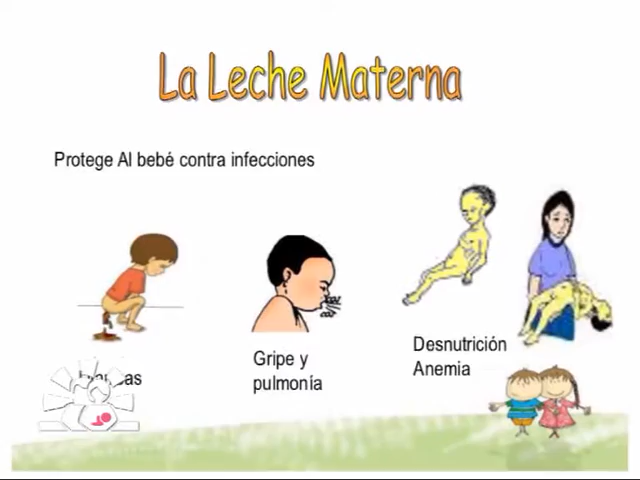 La Leche Materna
Protege Al bebé contra infecciones
Gripe y
pulmonía
Desnutrición
Anemia